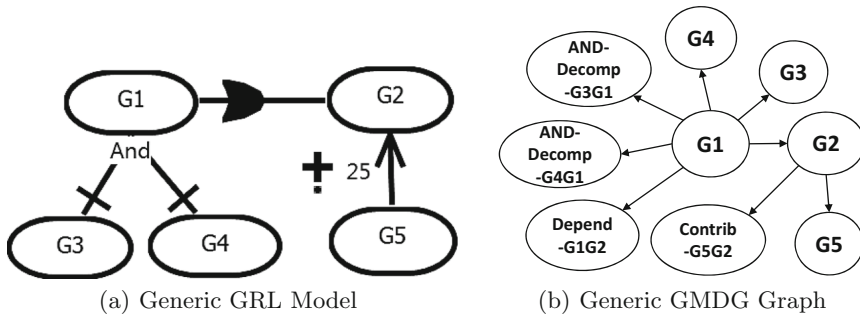 G1
G2
And
25
G3
G4
G5
(a) Generic GRL Model
G4
AND-
Decomp
-G3G1
G3
AND-
Decomp
-G4G1
G1
G2
Depend
-G1G2
Contrib
-G5G2
G5
(b) Generic GMDG Graph